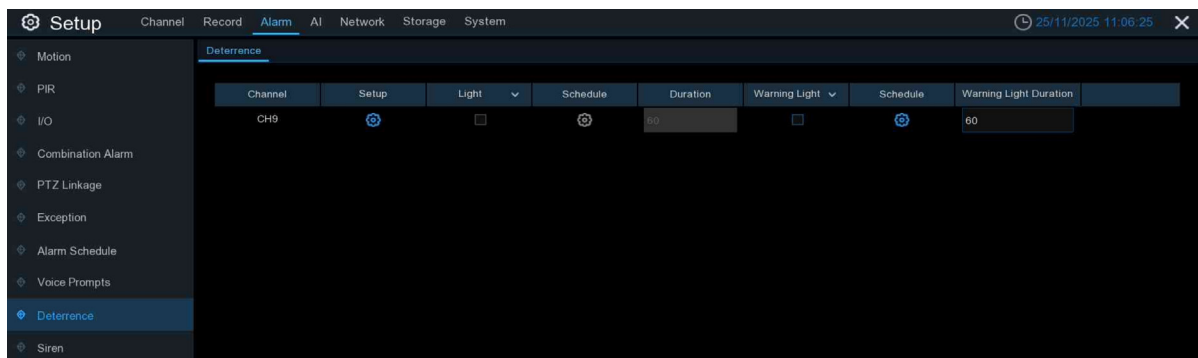 Setup Channel Record Alarm AI Network Storage System 25/11/2025 11:06:25
Motion
Deterrence
PIR
Channel Setup Light Schedule Duration Warning Light Schedule Warning Light Duration
I/O
CH9 60 60
Combination Alarm
PTZ Linkage
Exception
Alarm Schedule
Voice Prompts
Deterrence
Siren